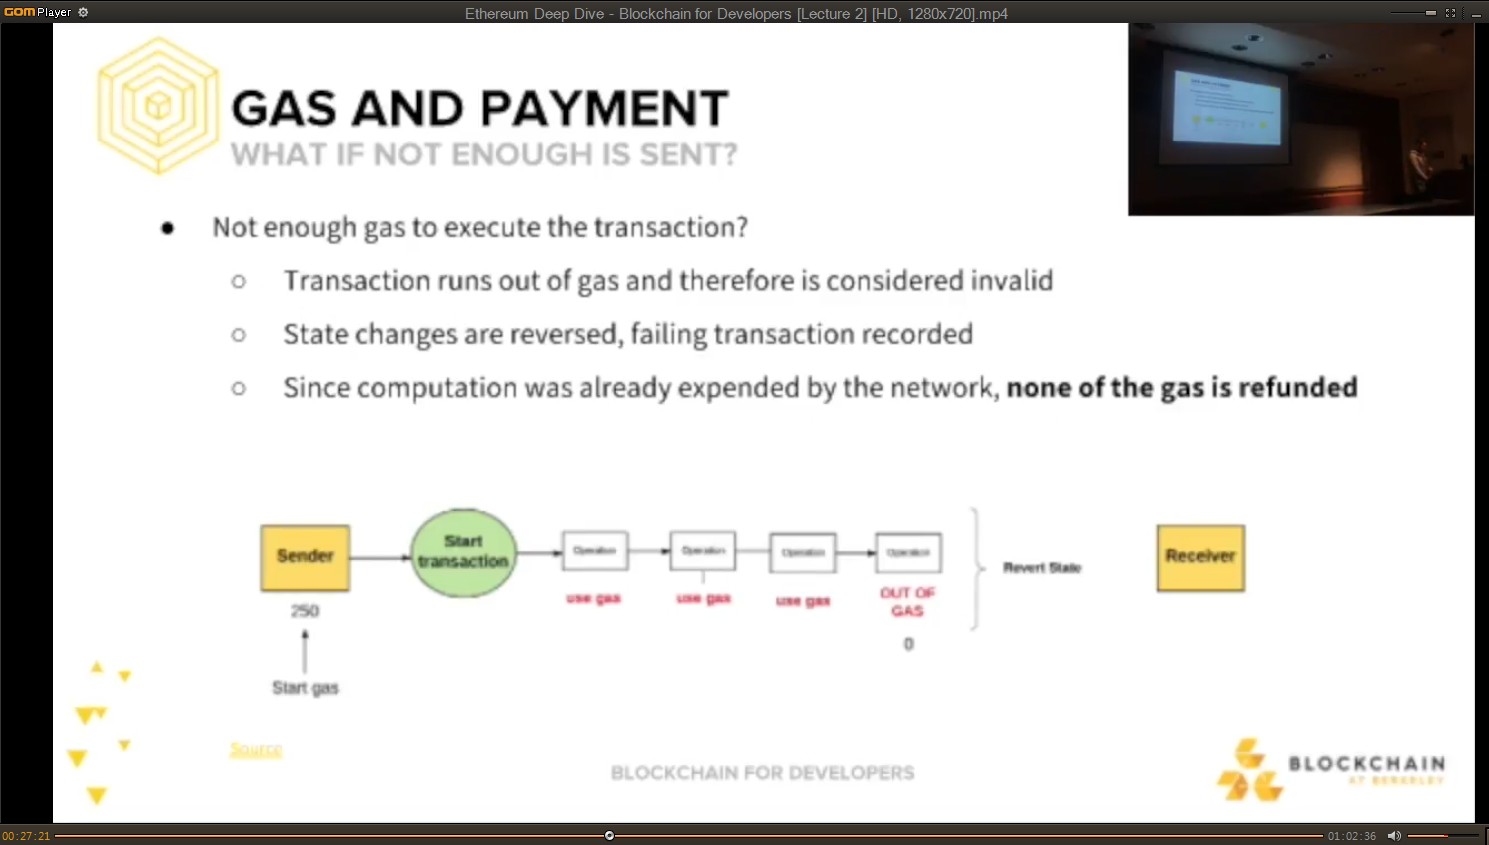 GOM Player
Ethereum Deep Dive - Blockchain for Developers [Lecture 2] [HD, 1280x720].mp4
GAS AND PAYMENT
WHAT IF NOT ENOUGH IS SENT?
● Not enough gas to execute the transaction?
○ Transaction runs out of gas and therefore is considered invalid
○ State changes are reversed, failing transaction recorded
○ Since computation was already expended by the network, none of the gas is refunded
Sender
Start
transaction
Operation
Operation
Operation
Operation
Revert State
Receiver
use gas
use gas
use gas
OUT OF
GAS
250
0
Start gas
Source
BLOCKCHAIN FOR DEVELOPERS
BLOCKCHAIN
AT BERKELEY
00:27:21
01:02:36